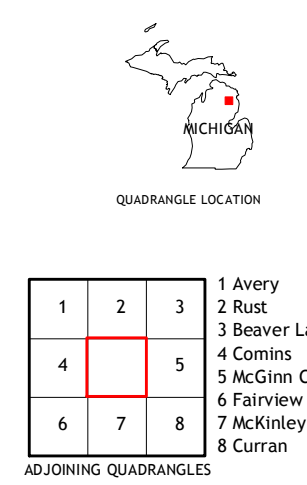 MICHIGAN
QUADRANGLE LOCATION
1 2 3
4 5
6 7 8
1 Avery
2 Rust
3 Beaver
4 Comins
5 McGinn
6 Fairview
7 McKinley
8 Curran
ADJOINING QUADRANGLES